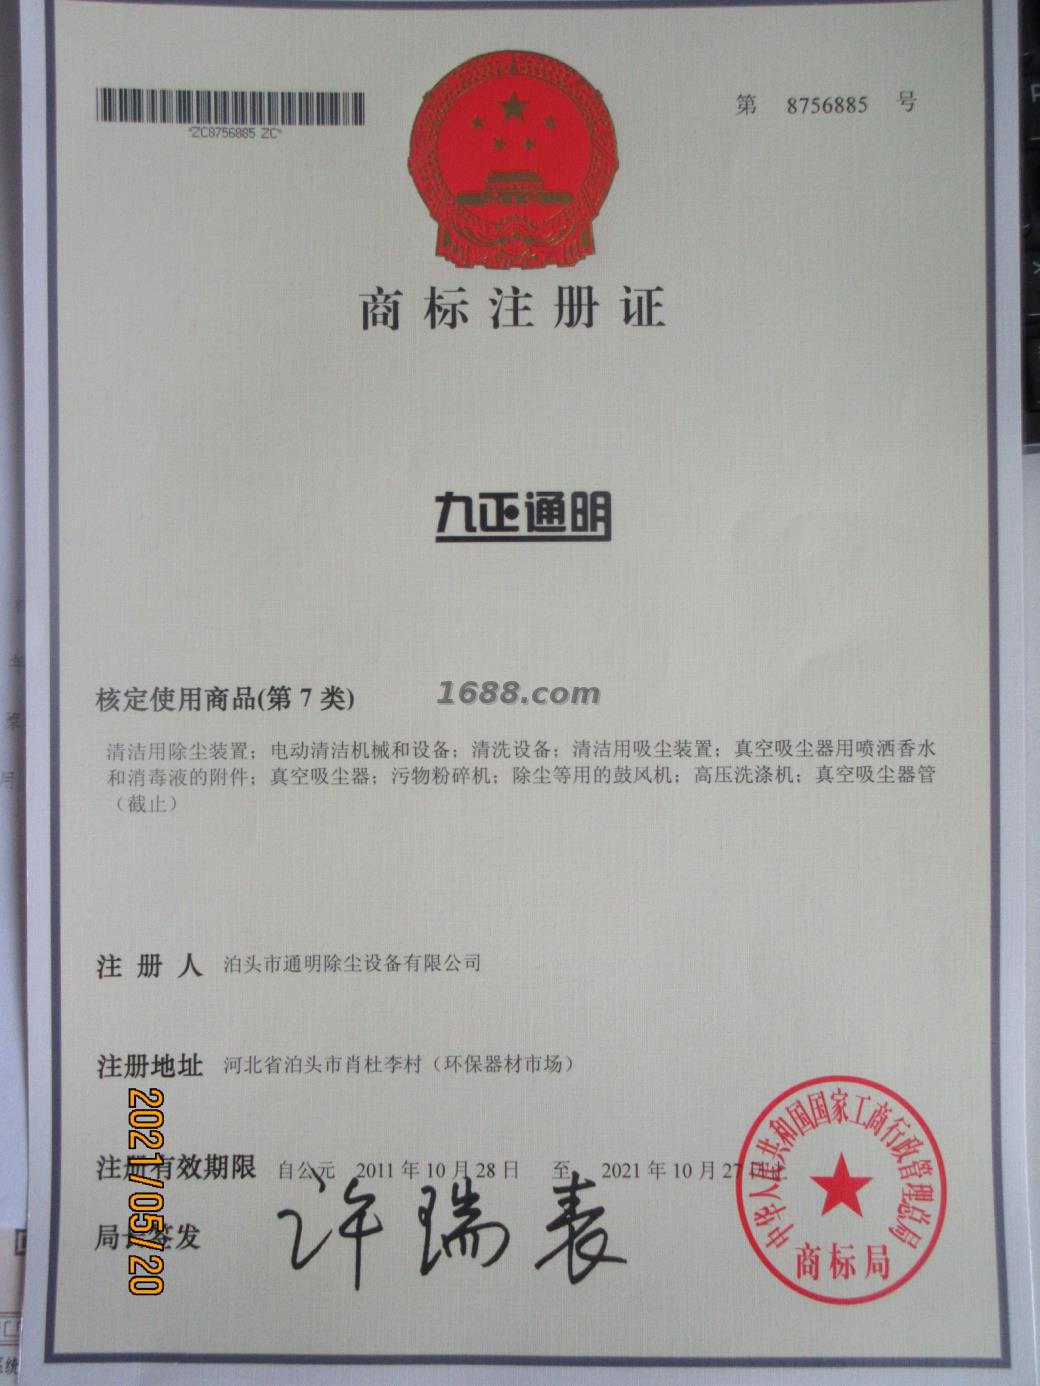 第 8756885 号
*ZC8756885 ZC*
商标注册证
九正通明
1688.com
核定使用商品(第 7 类)
清洁用除尘装置；电动清洁机械和设备；清洗设备；清洁用吸尘装置；真空吸尘器用喷洒香水
和消毒液的附件；真空吸尘器；污物粉碎机；除尘等用的鼓风机；高压洗涤机；真空吸尘器管
（截止）
注册人 泊头市通明除尘设备有限公司
注册地址 河北省泊头市肖杜李村（环保器材市场）
注册有效期限 自公元 2011 年 10 月 28 日 至 2021 年 10 月 27 日止
局长签发 许瑞表
中华人民共和国国家工商行政管理总局
商标局
2021/05/20